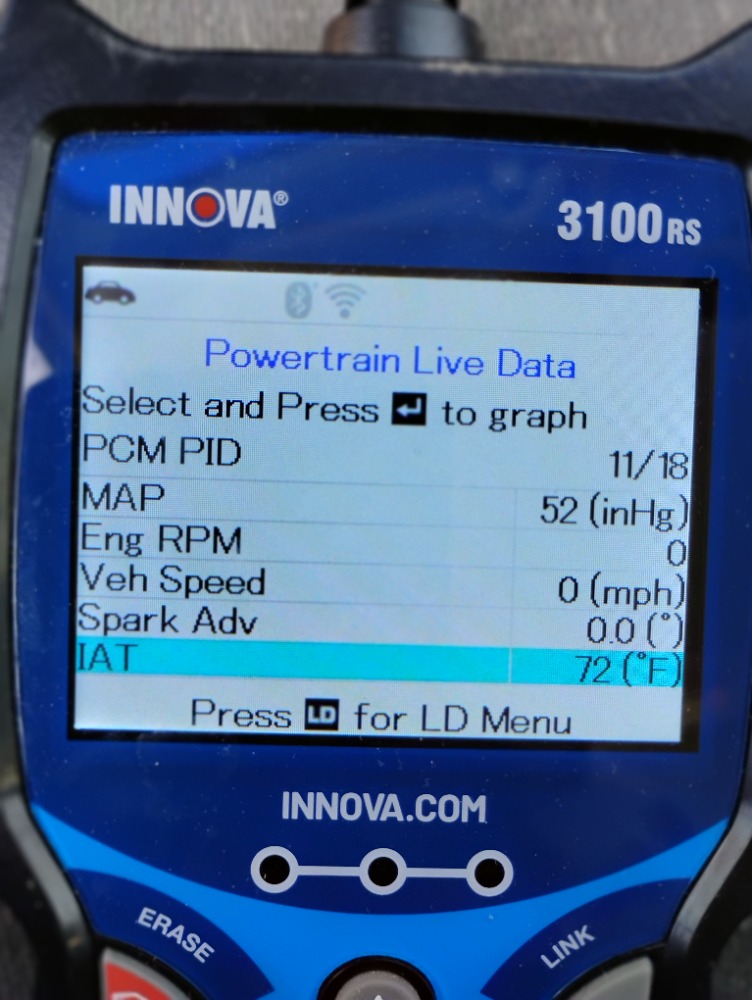 INNOVA®
3100RS
Powertrain Live Data
Select and Press ↵ to graph
PCM PID 11/18
MAP 52 (inHg)
Eng RPM 0
Veh Speed 0 (mph)
Spark Adv 0.0 (°)
IAT 72 (°F)
Press LD for LD Menu
INNOVA.COM
ERASE
LINK